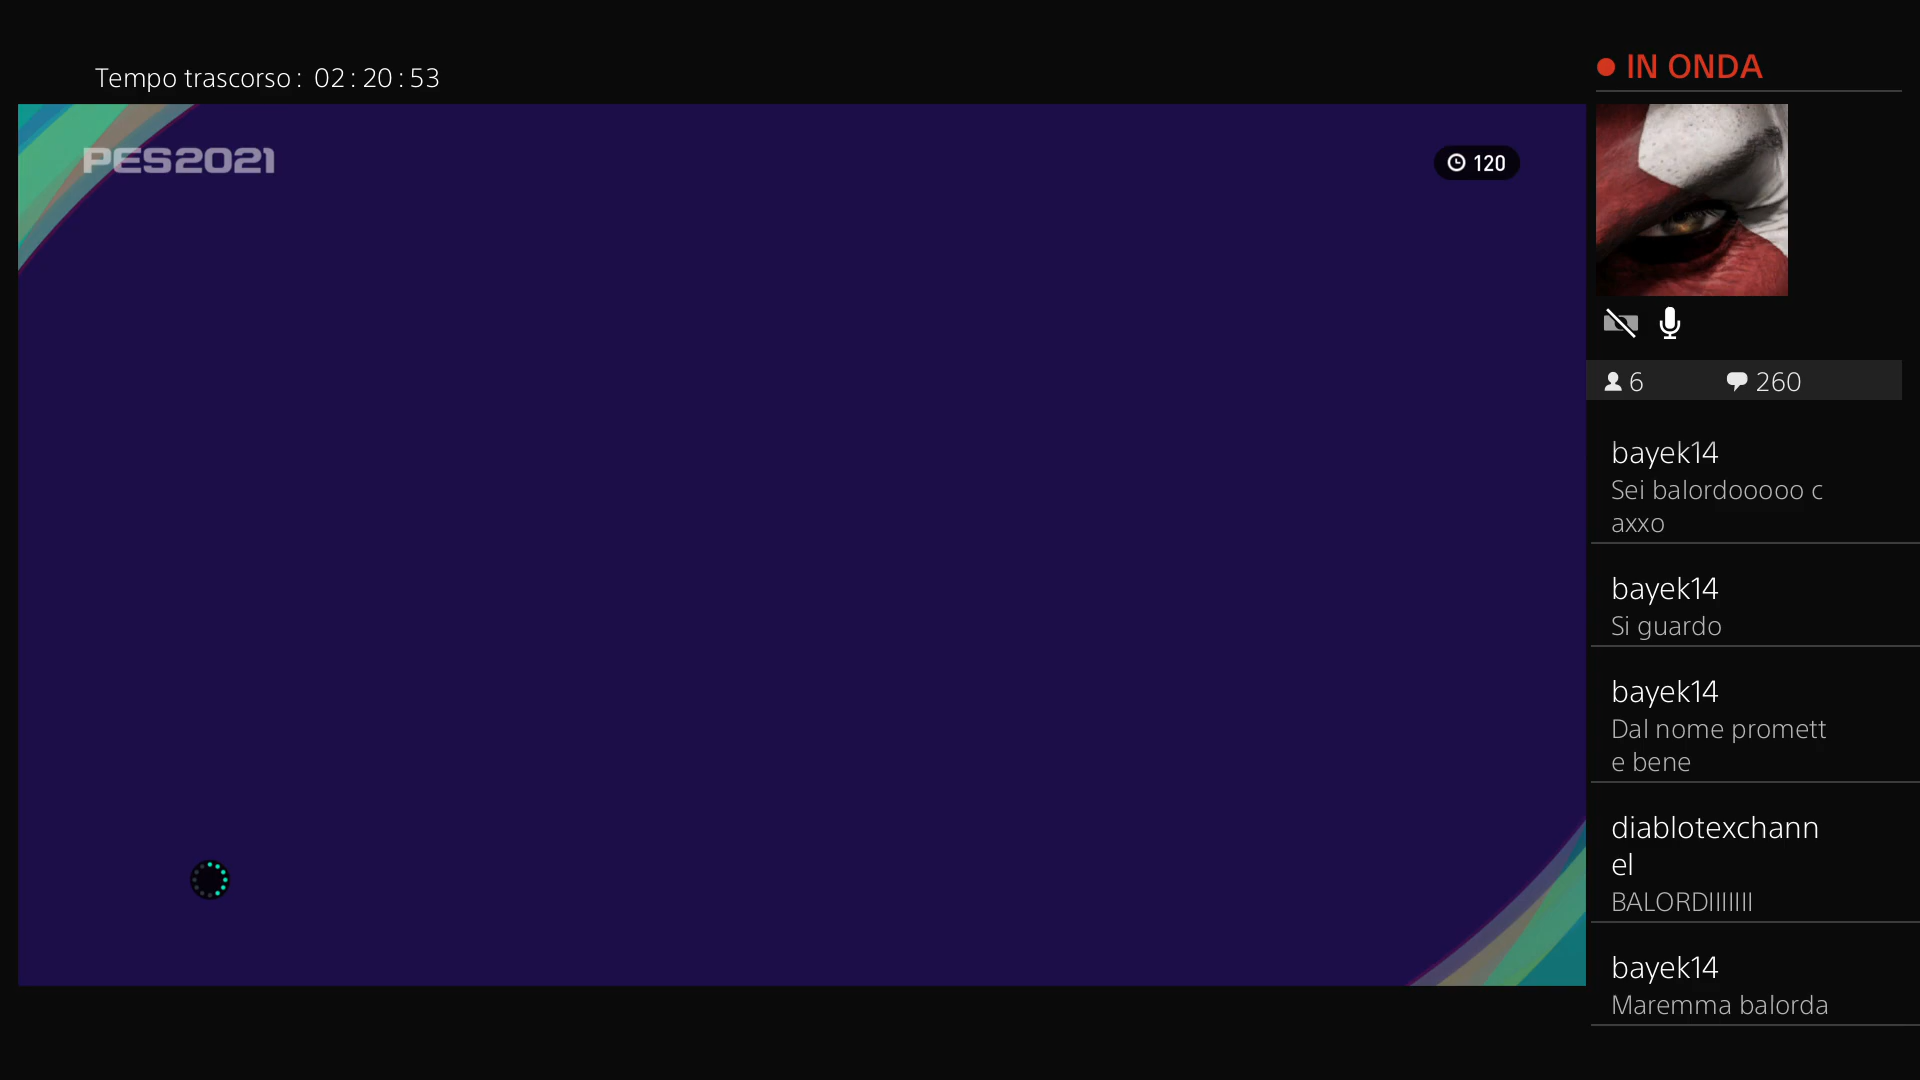 Tempo trascorso: 02:20:53
IN ONDA
PES2021
120
6
260
bayek14
Sei balordooooo c
axxo
bayek14
Si guardo
bayek14
Dal nome promett
e bene
diablotexchann
el
BALORDIIIIIII
bayek14
Maremma balorda